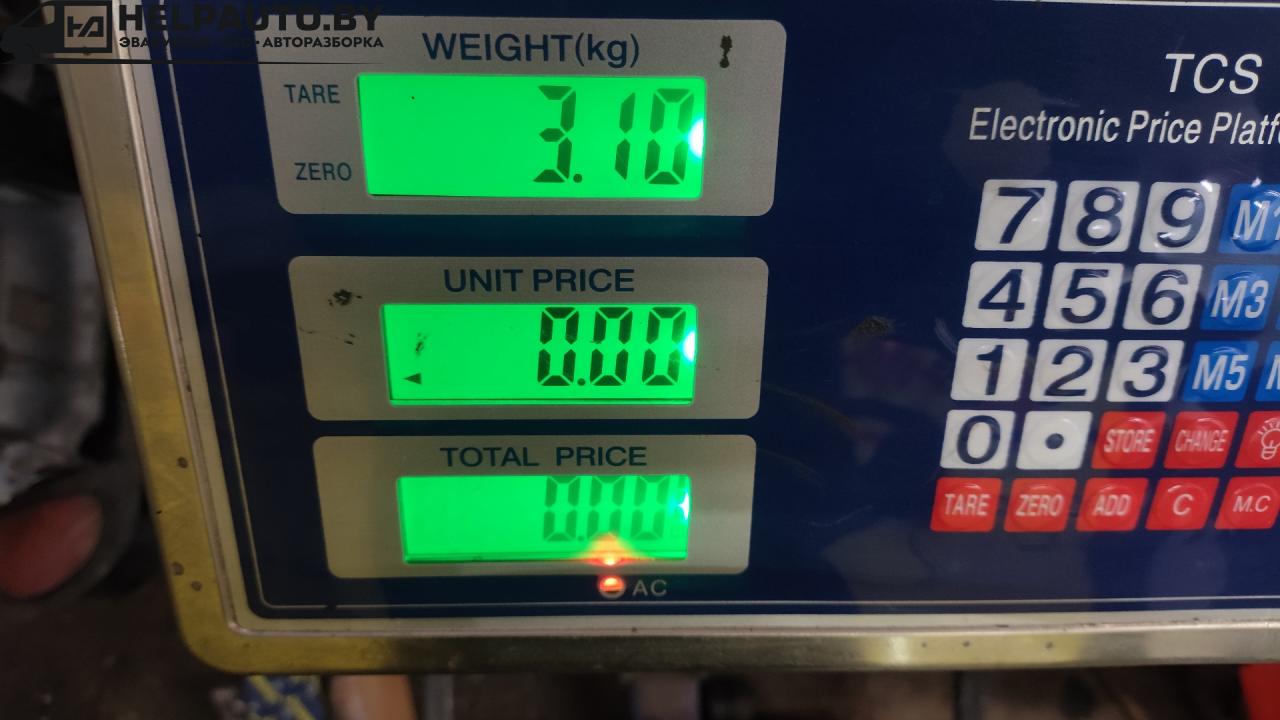 HELPAUTO.BY
АВТОРАЗБОРКА
WEIGHT(kg)
TARE
ZERO
3.10
UNIT PRICE
0.00
TOTAL PRICE
0.00
AC
TCS
Electronic Price
7 8 9
4 5 6 M3
1 2 3 M5
0 • STORE CHANGE
TARE ZERO ADD C M.C